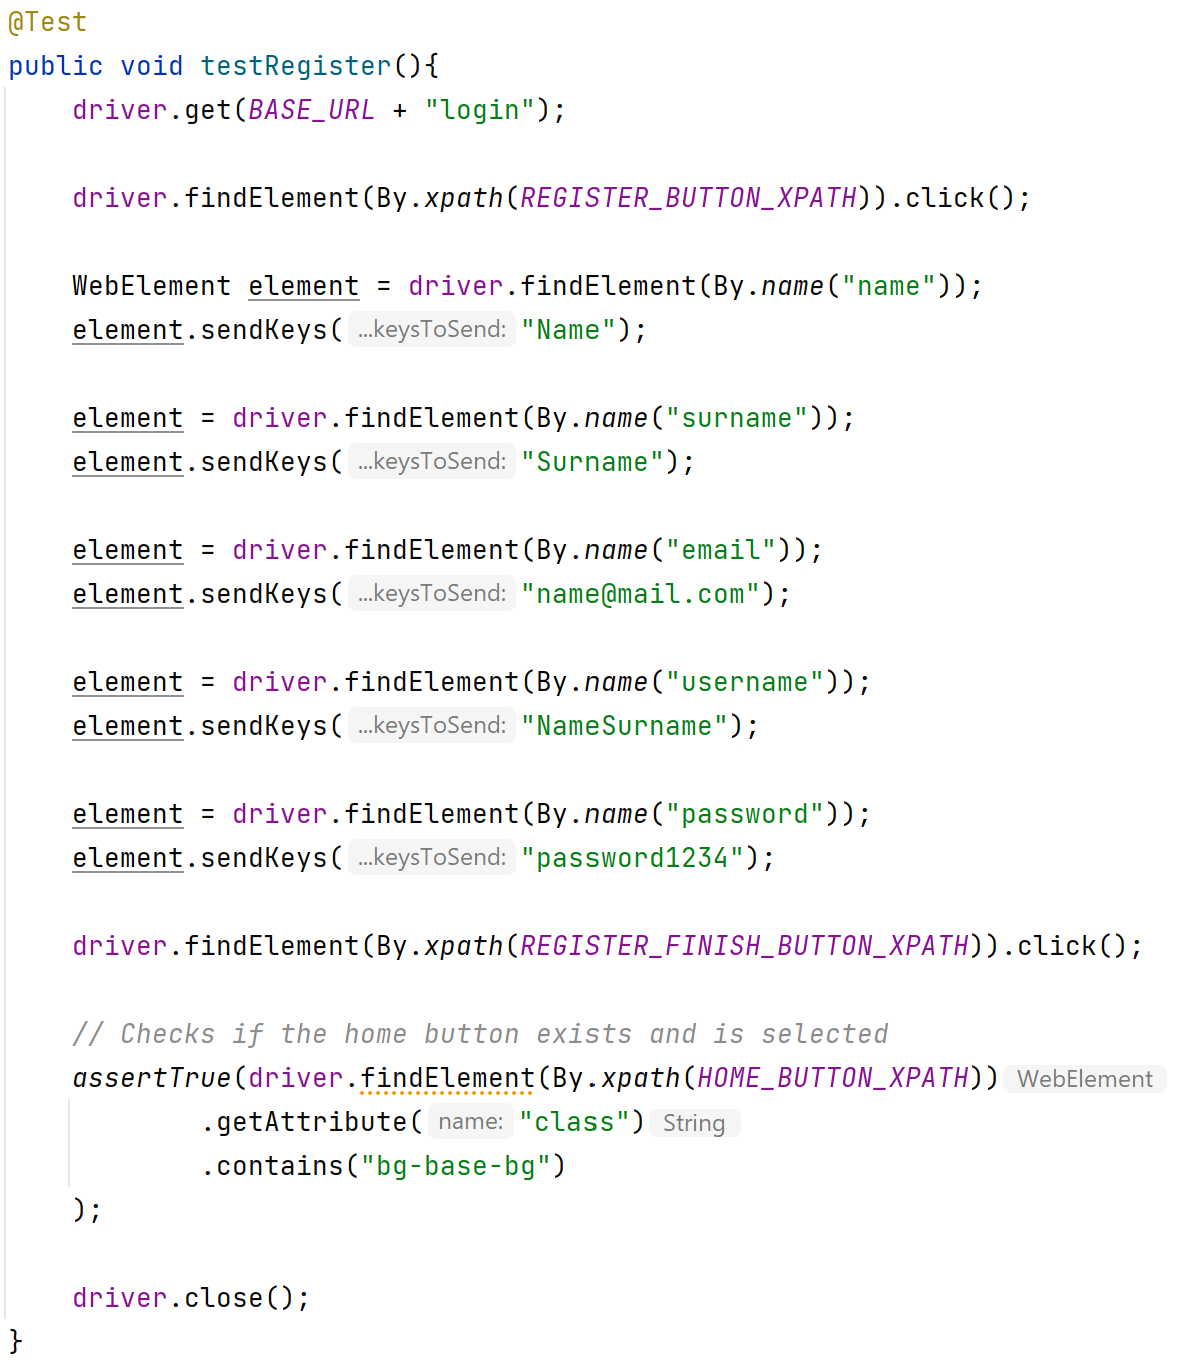 @Test
public void testRegister(){
    driver.get(BASE_URL + "login");

    driver.findElement(By.xpath(REGISTER_BUTTON_XPATH)).click();

    WebElement element = driver.findElement(By.name("name"));
    element.sendKeys( ...keysToSend: "Name");

    element = driver.findElement(By.name("surname"));
    element.sendKeys( ...keysToSend: "Surname");

    element = driver.findElement(By.name("email"));
    element.sendKeys( ...keysToSend: "name@mail.com");

    element = driver.findElement(By.name("username"));
    element.sendKeys( ...keysToSend: "NameSurname");

    element = driver.findElement(By.name("password"));
    element.sendKeys( ...keysToSend: "password1234");

    driver.findElement(By.xpath(REGISTER_FINISH_BUTTON_XPATH)).click();

    // Checks if the home button exists and is selected
    assertTrue(driver.findElement(By.xpath(HOME_BUTTON_XPATH)) WebElement
            .getAttribute( name: "class") String
            .contains("bg-base-bg")
    );

    driver.close();
}